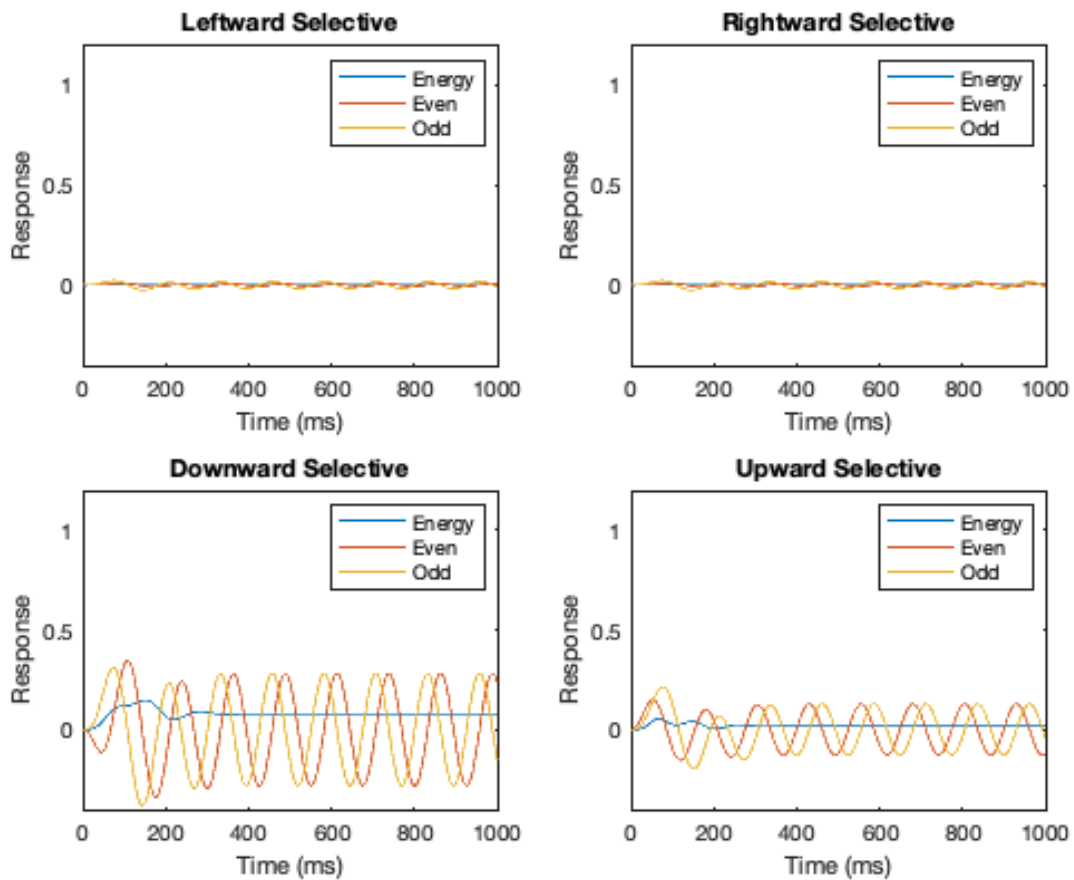 Leftward Selective
Energy
Even
Odd
1
0.5
0
Response
0 200 400 600 800 1000
Time (ms)
Rightward Selective
Energy
Even
Odd
1
0.5
0
Response
0 200 400 600 800 1000
Time (ms)
Downward Selective
Energy
Even
Odd
1
0.5
0
Response
0 200 400 600 800 1000
Time (ms)
Upward Selective
Energy
Even
Odd
1
0.5
0
Response
0 200 400 600 800 1000
Time (ms)